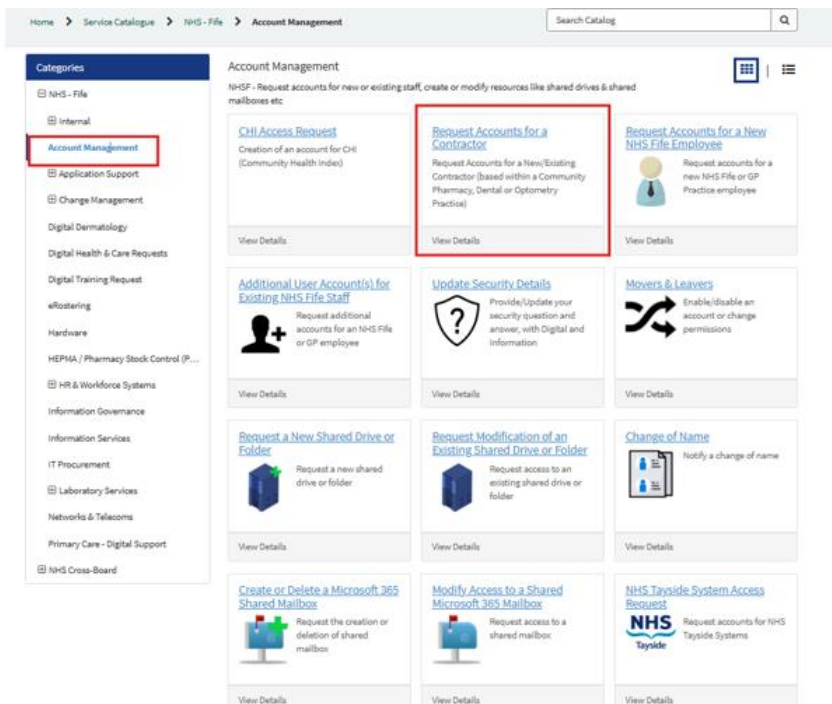 Home > Service Catalogue > NHS - Fife > Account Management
Search Catalog
Categories
NHS - Fife
Internal
Account Management
Application Support
Change Management
Digital Dermatology
Digital Health & Care Requests
Digital Training Request
eRostering
Hardware
HEPMA / Pharmacy Stock Control (P...
HR & Workforce Systems
Information Governance
Information Services
IT Procurement
Laboratory Services
Networks & Telecoms
Primary Care - Digital Support
NHS Cross-Board
Account Management
NHSF - Request accounts for new or existing staff, create or modify resources like shared drives & shared
mailboxes etc
CHI Access Request
Creation of an account for CHI
(Community Health Index)
View Details
Request Accounts for a
Contractor
Request Accounts for a New/Existing
Contractor (based within a Community
Pharmacy, Dental or Optometry
Practice)
View Details
Request Accounts for a New
NHS Fife Employee
Request accounts for a
new NHS Fife or GP
Practice employee
View Details
Additional User Account(s) for
Existing NHS Fife Staff
Request additional
accounts for an NHS Fife
or GP employee
View Details
Update Security Details
Provide/Update your
security question and
answer, with Digital and
Information
View Details
Movers & Leavers
Enable/disable an
account or change
permissions
View Details
Request a New Shared Drive or
Folder
Request a new shared
drive or folder
View Details
Request Modification of an
Existing Shared Drive or Folder
Request access to an
existing shared drive or
folder
View Details
Change of Name
Notify a change of name
View Details
Create or Delete a Microsoft 365
Shared Mailbox
Request the creation or
deletion of shared
mailbox
View Details
Modify Access to a Shared
Microsoft 365 Mailbox
Request access to a
shared mailbox
View Details
NHS Tayside System Access
Request
NHS
Tayside
Request accounts for NHS
Tayside Systems
View Details